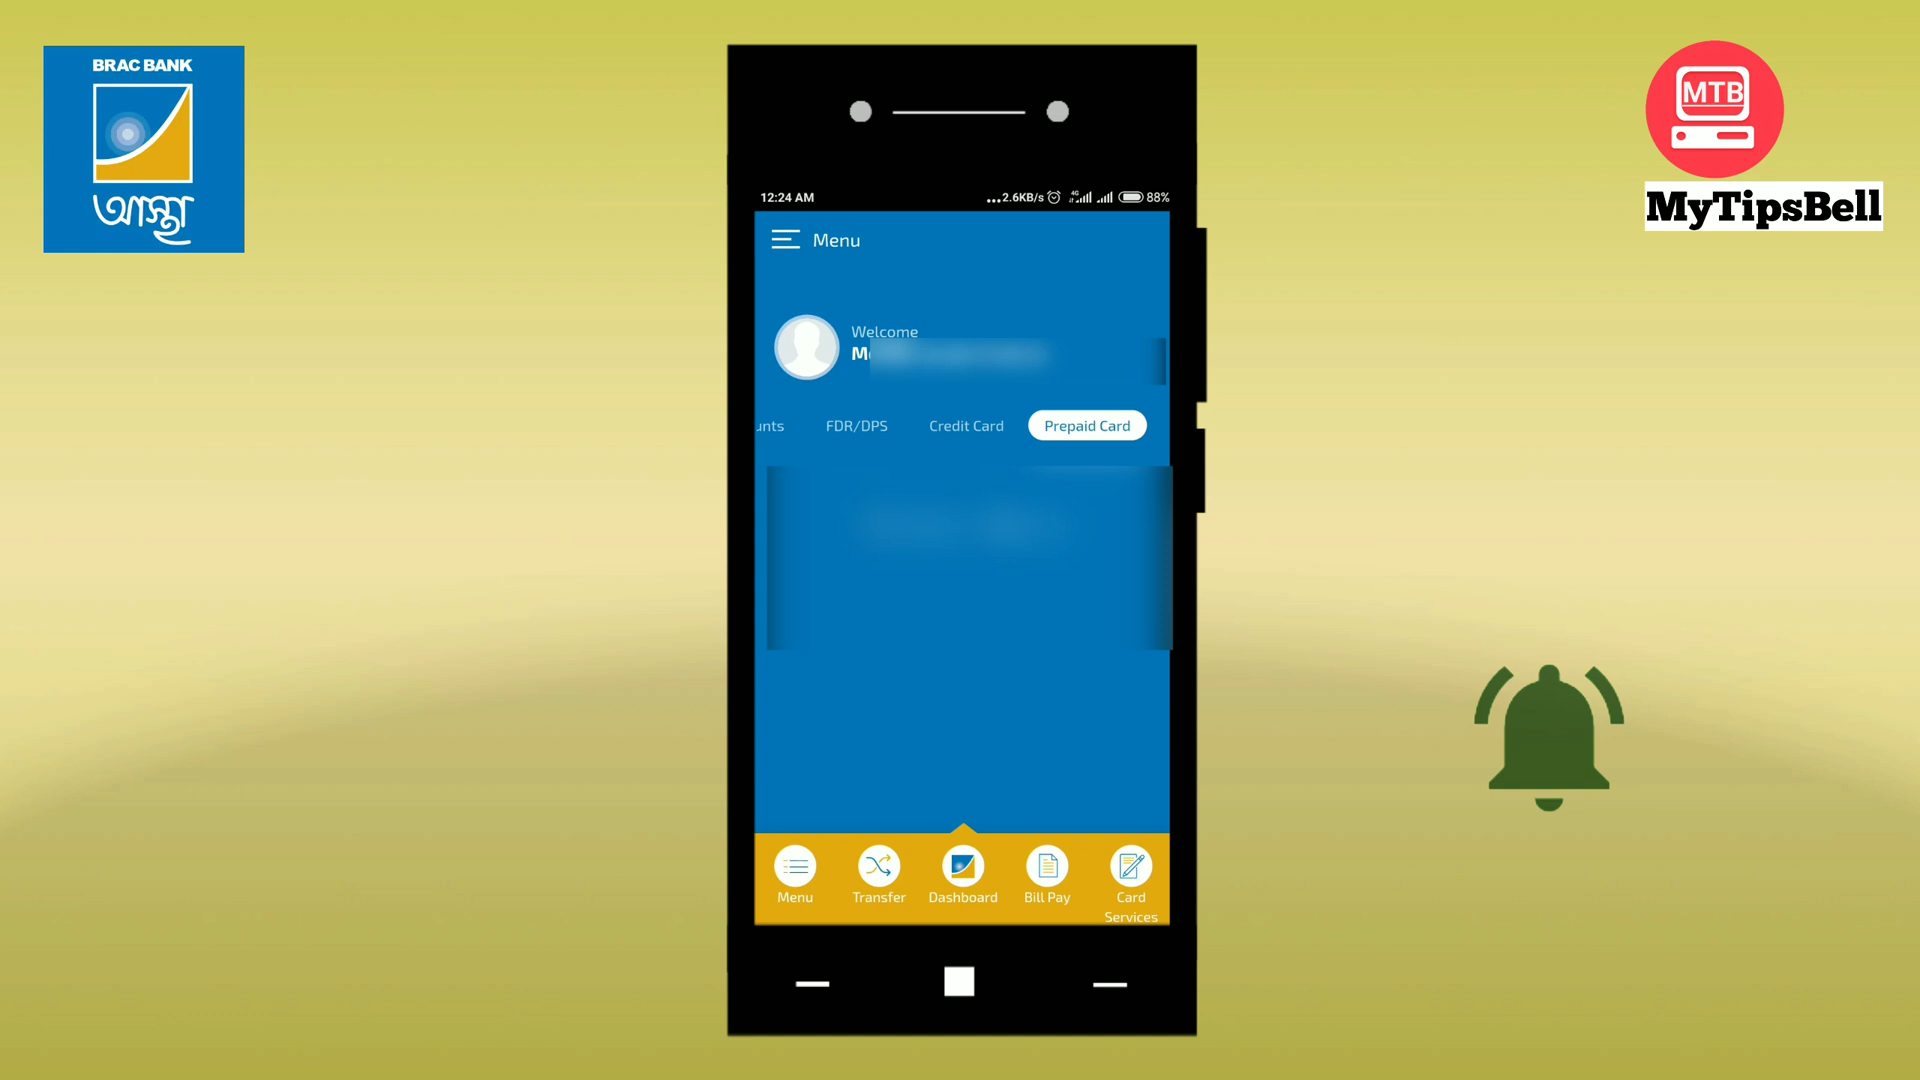 BRAC BANK
আস্থা
MTB
MyTipsBell
12:24 AM
...2.6KB/s 4G 88%
Menu
Welcome
unts FDR/DPS Credit Card Prepaid Card
Menu Transfer Dashboard Bill Pay Card Services